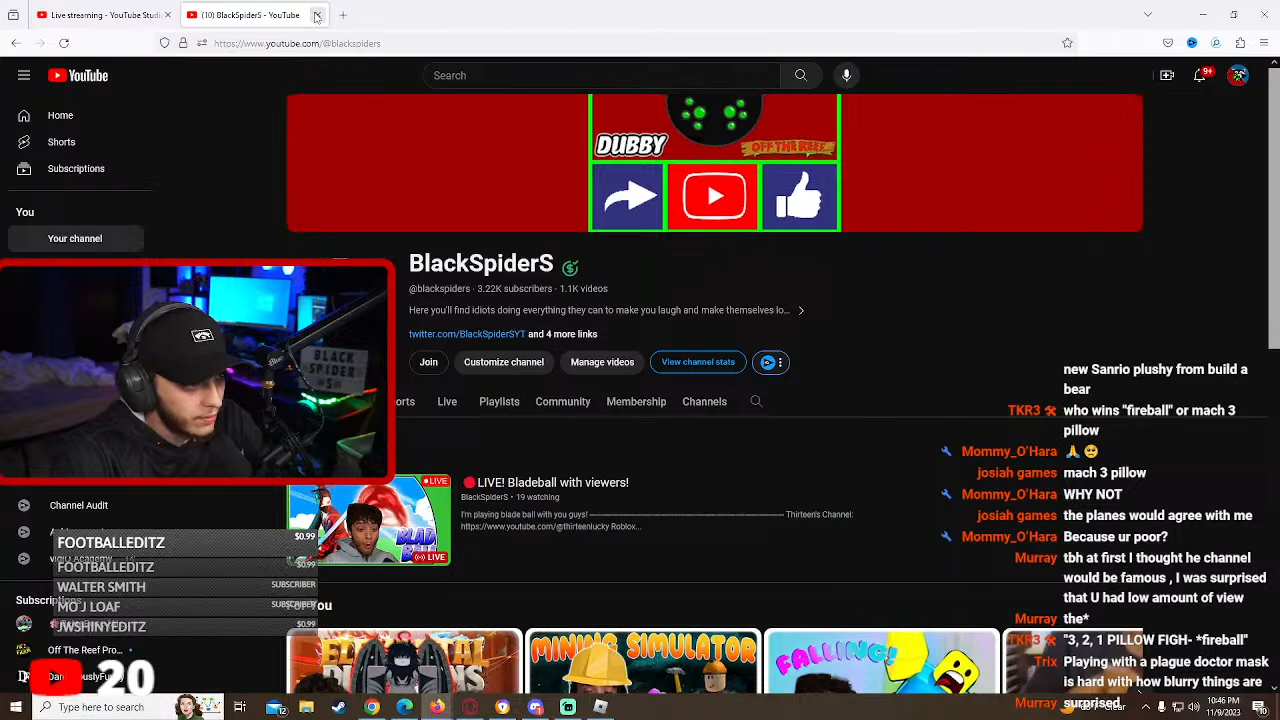 Live streaming - YouTube Studi
(10) BlackSpiderS - YouTube
https://www.youtube.com/@blackspiders
YouTube
Search
9+
Home
Shorts
Subscriptions
You
Your channel
DUBBY
OFF THE REEF
BlackSpiderS
@blackspiders · 3.22K subscribers · 1.1K videos
Here you'll find idiots doing everything they can to make you laugh and make themselves lo...
twitter.com/BlackSpiderSYT and 4 more links
Join
Customize channel
Manage videos
View channel stats
orts
Live
Playlists
Community
Membership
Channels
BLACK
SPIDER
LIVE
BLAD
LIVE
🔴LIVE! Bladeball with viewers!
BlackSpiderS · 19 watching
I'm playing blade ball with you guys! ---------------------------------------- Thirteen's Channel:
https://www.youtube.com/@thirteenlucky Roblox...
Audit
FOOTBALLEDITZ $0.99
FOOTBALLEDITZ $0.99
WALTER SMITH SUBSCRIBER
MOJ LOAF SUBSCRIBER
JWSHINYEDITZ $0.99
Subscriptions
Off The Reef Pro...
20
ou
MINING SIMULATOR
FALLING!
new Sanrio plushy from build a
bear
TKR3 🛠 who wins "fireball" or mach 3
pillow
Mommy_O'Hara 🙏 🥺
josiah games mach 3 pillow
Mommy_O'Hara WHY NOT
josiah games the planes would agree with me
Mommy_O'Hara Because ur poor?
Murray tbh at first i thought he channel
would be famous , I was surprised
that U had low amount of view
Murray the*
TKR3 🛠 "3, 2, 1 PILLOW FIGH- *fireball"
Trix Playing with a plague doctor mask
is hard with how blurry things are
Murray surprised
Type here to search
10:46 PM
11/9/2023